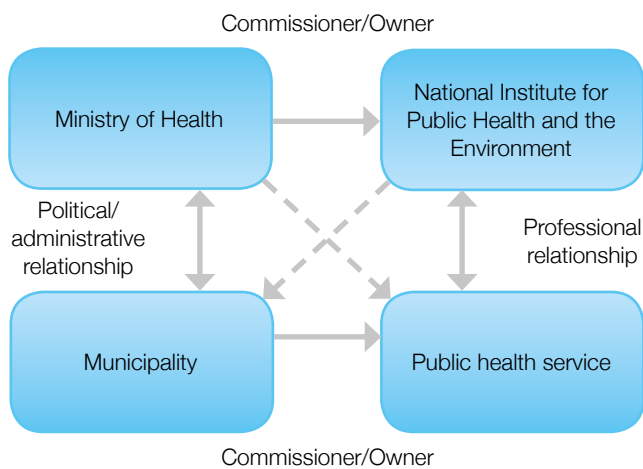 Commissioner/Owner
Ministry of Health
National Institute for
Public Health and the
Environment
Political/
administrative
relationship
Professional
relationship
Municipality
Public health service
Commissioner/Owner